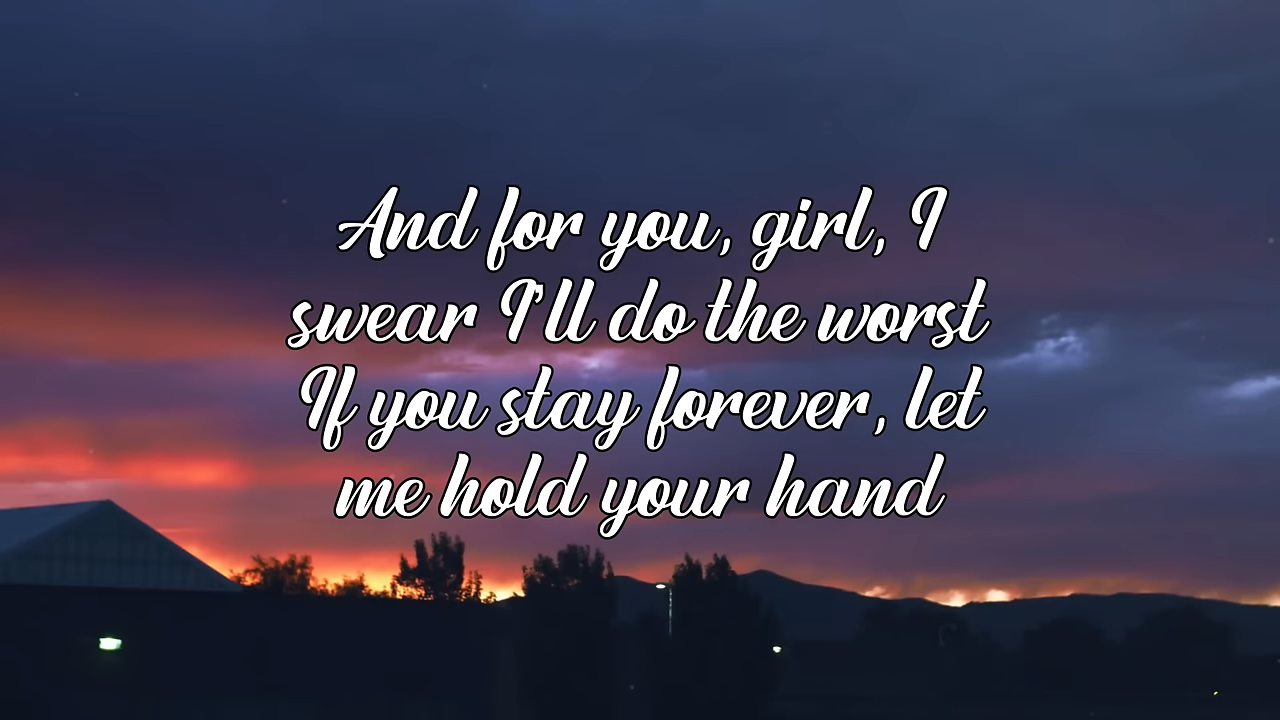 And for you, girl, I
swear I'll do the worst
If you stay forever, let
me hold your hand